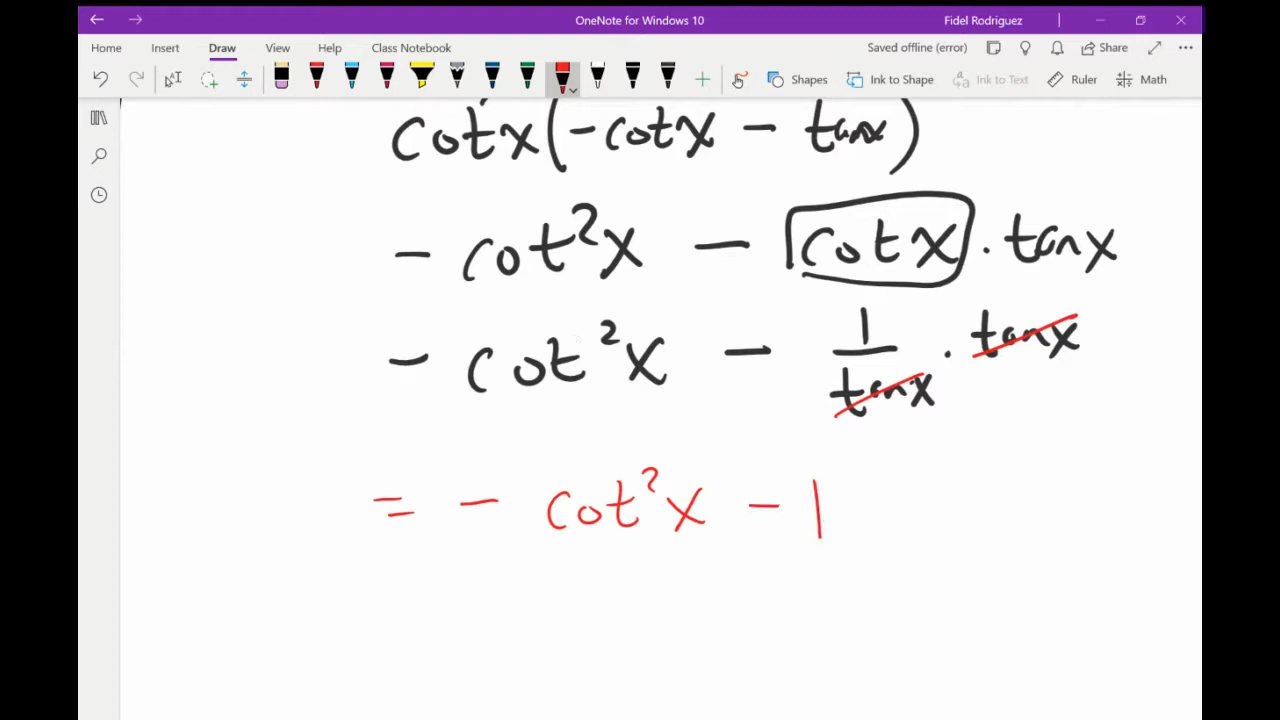 OneNote for Windows 10
Fidel Rodriguez
Home Insert Draw View Help Class Notebook
Saved offline (error) Share
Shapes Ink to Shape Ink to Text Ruler Math
cotx(-cotx - tanx)
- cot²x - cotx · tanx
- cot²x - 1/tanx · tanx
= - cot²x - 1